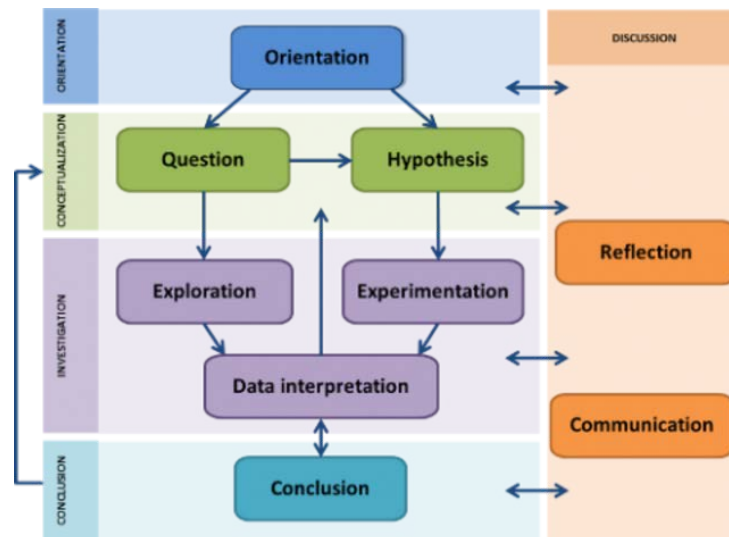 ORIENTATION
Orientation
CONCEPTUALIZATION
Question
Hypothesis
INVESTIGATION
Exploration
Experimentation
Data interpretation
CONCLUSION
Conclusion
DISCUSSION
Reflection
Communication